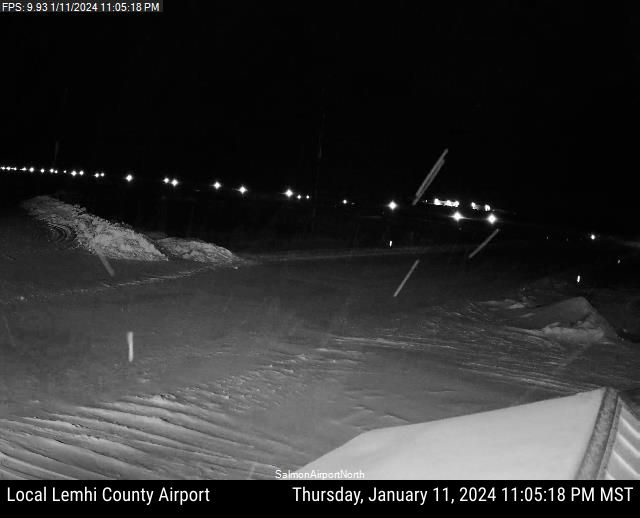 FPS: 9.93 1/11/2024 11:05:18 PM
SalmonAirportNorth
Local Lemhi County Airport Thursday, January 11, 2024 11:05:18 PM MST